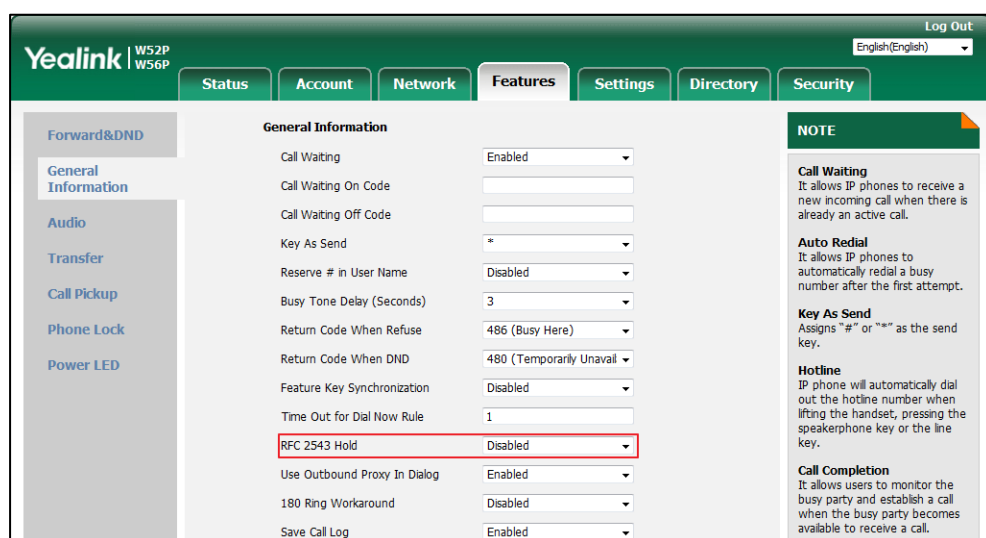 Log Out
Yealink | W52P
W56P
English(English)
Status Account Network Features Settings Directory Security
Forward&DND
General
Information
Audio
Transfer
Call Pickup
Phone Lock
Power LED
General Information
Call Waiting Enabled
Call Waiting On Code
Call Waiting Off Code
Key As Send *
Reserve # in User Name Disabled
Busy Tone Delay (Seconds) 3
Return Code When Refuse 486 (Busy Here)
Return Code When DND 480 (Temporarily Unavail
Feature Key Synchronization Disabled
Time Out for Dial Now Rule 1
RFC 2543 Hold Disabled
Use Outbound Proxy In Dialog Enabled
180 Ring Workaround Disabled
Save Call Log Enabled
NOTE
Call Waiting
It allows IP phones to receive a
new incoming call when there is
already an active call.
Auto Redial
It allows IP phones to
automatically redial a busy
number after the first attempt.
Key As Send
Assigns "#" or "*" as the send
key.
Hotline
IP phone will automatically dial
out the hotline number when
lifting the handset, pressing the
speakerphone key or the line
key.
Call Completion
It allows users to monitor the
busy party and establish a call
when the busy party becomes
available to receive a call.